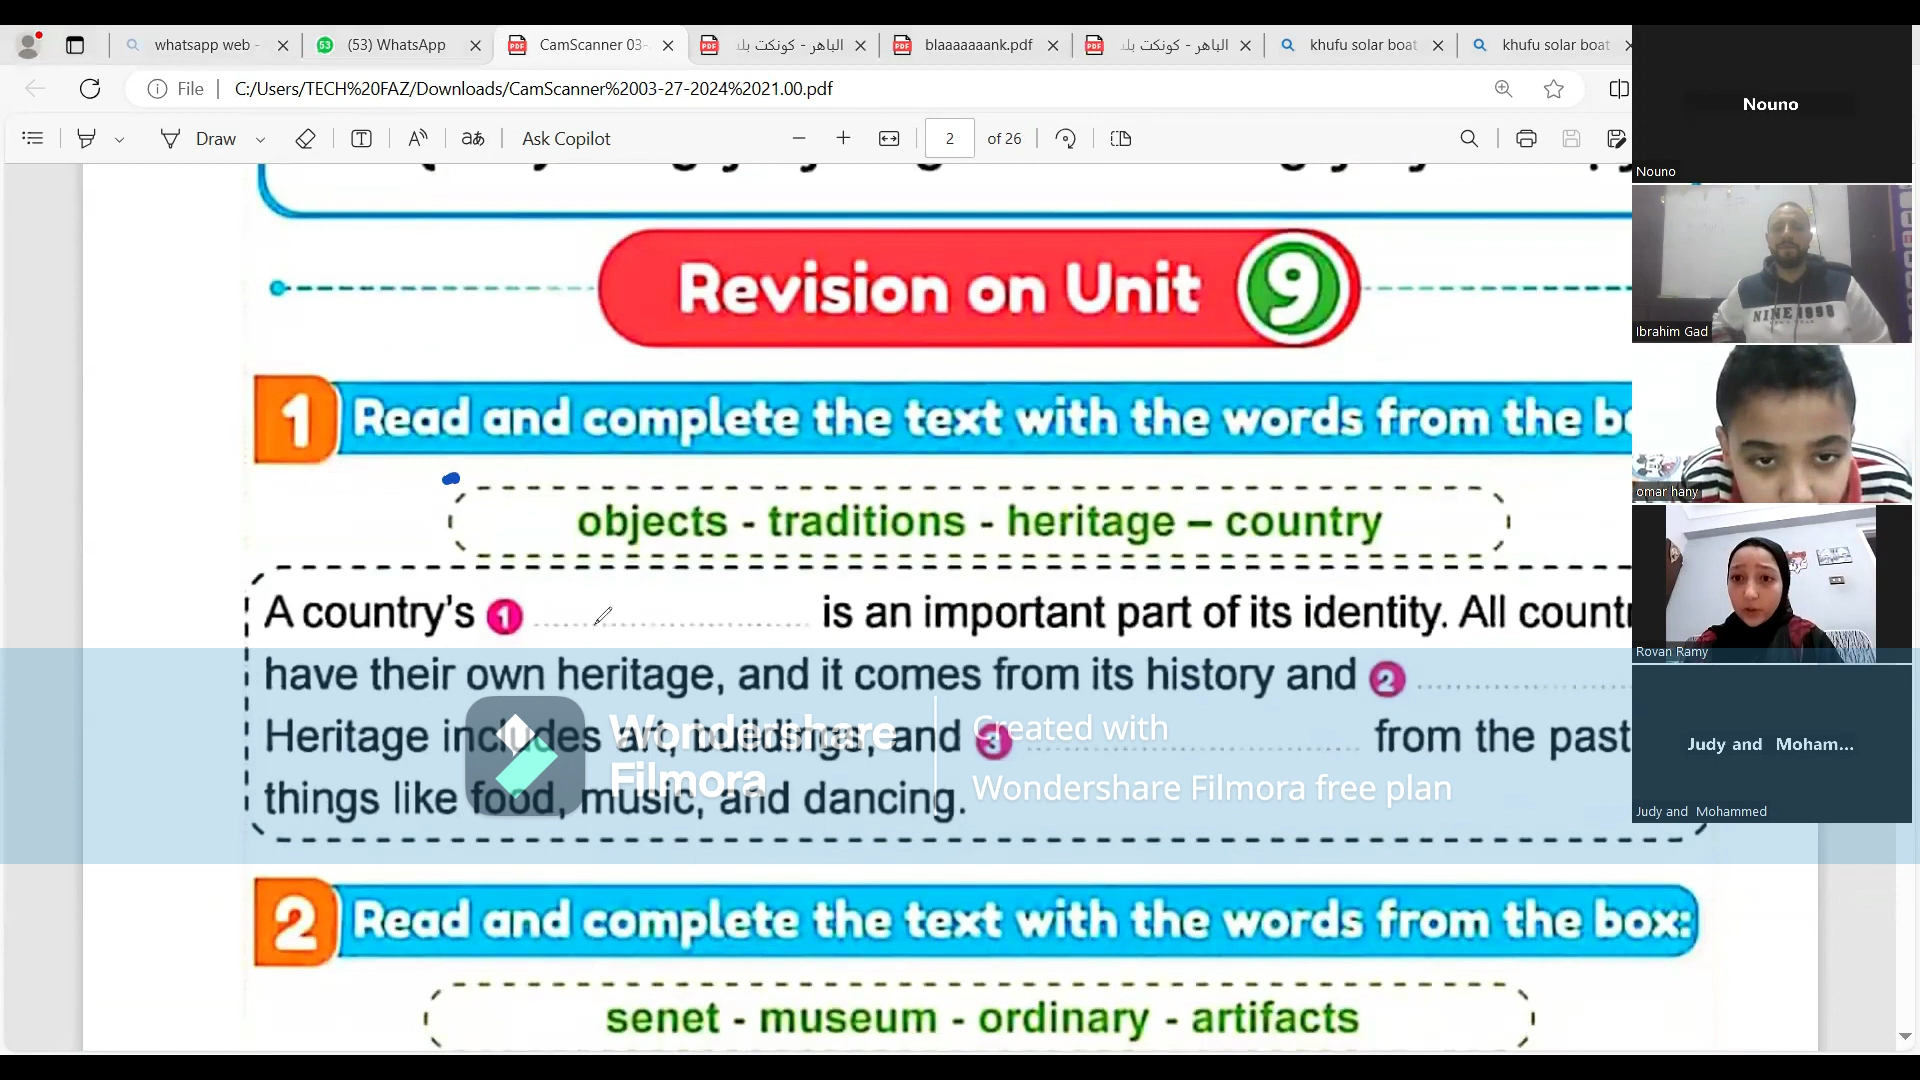 whatsapp web -
(53) WhatsApp
CamScanner 03-
الباهر - كونكت بل
blaaaaaaank.pdf
الباهر - كونكت بل
khufu solar boat
khufu solar boat
File
C:/Users/TECH%20FAZ/Downloads/CamScanner%2003-27-2024%2021.00.pdf
Draw
Ask Copilot
2 of 26
Revision on Unit 9
1 Read and complete the text with the words from the
objects - traditions - heritage – country
A country's 1 is an important part of its identity. All
have their own heritage, and it comes from its history and 2
Heritage includes art, buildings, and 3 from the past
things like food, music, and dancing.
Wondershare Filmora
Created with
Wondershare Filmora free plan
2 Read and complete the text with the words from the box:
senet - museum - ordinary - artifacts
Nouno
Nouno
NINE 1998
Ibrahim Gad
omar hany
Rovan Ramy
Judy and Moham...
Judy and Mohammed